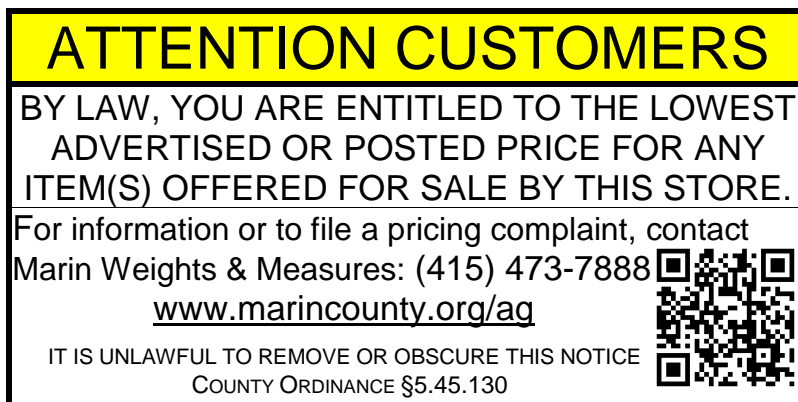 ATTENTION CUSTOMERS
BY LAW, YOU ARE ENTITLED TO THE LOWEST
ADVERTISED OR POSTED PRICE FOR ANY
ITEM(S) OFFERED FOR SALE BY THIS STORE.
For information or to file a pricing complaint, contact
Marin Weights & Measures: (415) 473-7888
www.marincounty.org/ag
IT IS UNLAWFUL TO REMOVE OR OBSCURE THIS NOTICE
COUNTY ORDINANCE §5.45.130